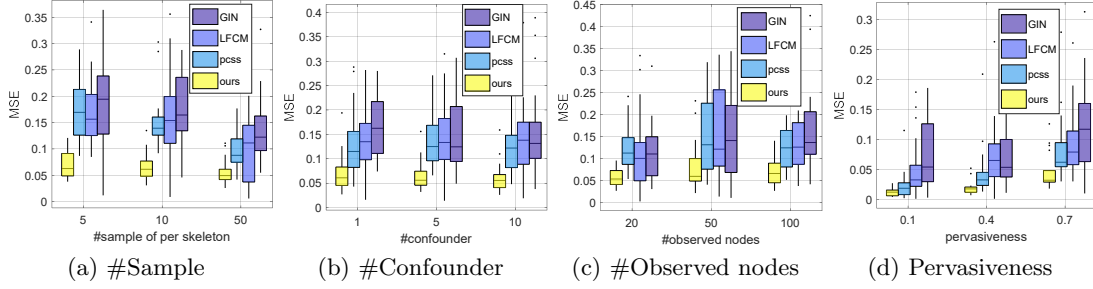 MSE
0.35
0.3
0.25
0.2
0.15
0.1
0.05
0
GIN
LFCM
pcss
ours
5
10
50
#sample of per skeleton
(a) #Sample
0.4
0.35
0.3
0.25
0.2
0.15
0.1
0.05
0
GIN
LFCM
pcss
ours
1
5
10
#confounder
(b) #Confounder
MSE
0.45
0.4
0.35
0.3
0.25
0.2
0.15
0.1
0.05
0
GIN
LFCM
pcss
ours
20
50
100
#observed nodes
(c) #Observed nodes
MSE
0.3
0.25
0.2
0.15
0.1
0.05
0
GIN
LFCM
pcss
ours
0.1
0.4
0.7
pervasiveness
(d) Pervasiveness